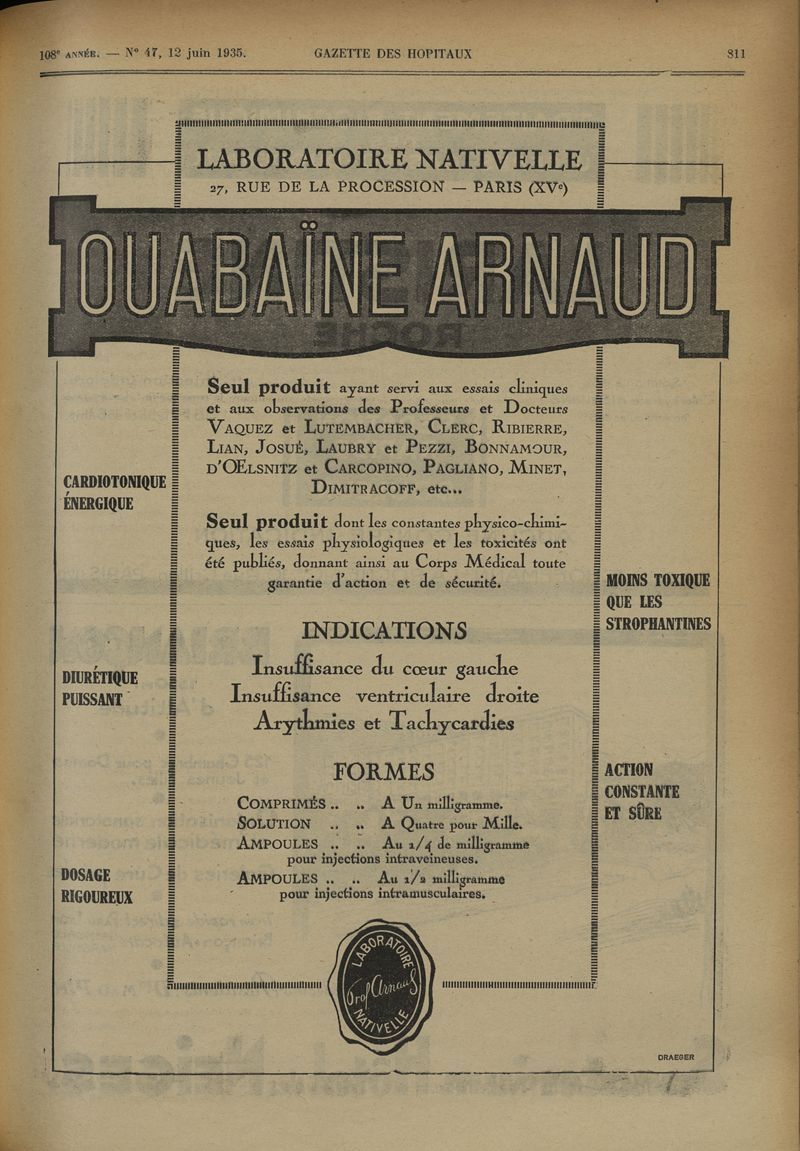 108e ANNÉE. — No 47, 12 juin 1935. GAZETTE DES HOPITAUX 811
LABORATOIRE NATIVELLE
27, RUE DE LA PROCESSION — PARIS (XVe)
OUABAÏNE ARNAUD
Seul produit ayant servi aux essais cliniques
et aux observations des Professeurs et Docteurs
VAQUEZ et LUTEMBACHER, CLERC, RIBIERRE,
LIAN, JOSUÉ, LAUBRY et PEZZI, BONNAMOUR,
D'ŒLSNITZ et CARCOPINO, PAGLIANO, MINET,
DIMITRACOFF, etc...
Seul produit dont les constantes physico-chimi-
ques, les essais physiologiques et les toxicités ont
été publiés, donnant ainsi au Corps Médical toute
garantie d'action et de sécurité.
CARDIOTONIQUE
ÉNERGIQUE
DIURÉTIQUE
PUISSANT
DOSAGE
RIGOUREUX
INDICATIONS
Insuffisance du cœur gauche
Insuffisance ventriculaire droite
Arythmies et Tachycardies
FORMES
COMPRIMÉS .. .. A Un milligramme.
SOLUTION .. .. A Quatre pour Mille.
AMPOULES .. .. Au 1/4 de milligramme
pour injections intraveineuses.
AMPOULES .. .. Au 1/2 milligramme
pour injections intramusculaires.
MOINS TOXIQUE
QUE LES
STROPHANTINES
ACTION
CONSTANTE
ET SÛRE
LABORATOIRE
Prof Arnaud
NATIVELLE
DRAEGER